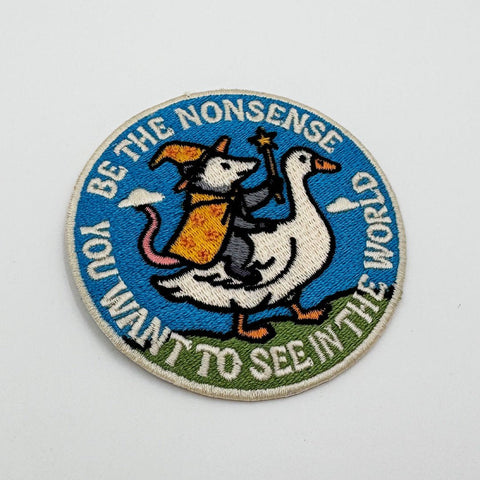 BE THE NONSENSE
YOU WANT TO SEE IN THE WORLD